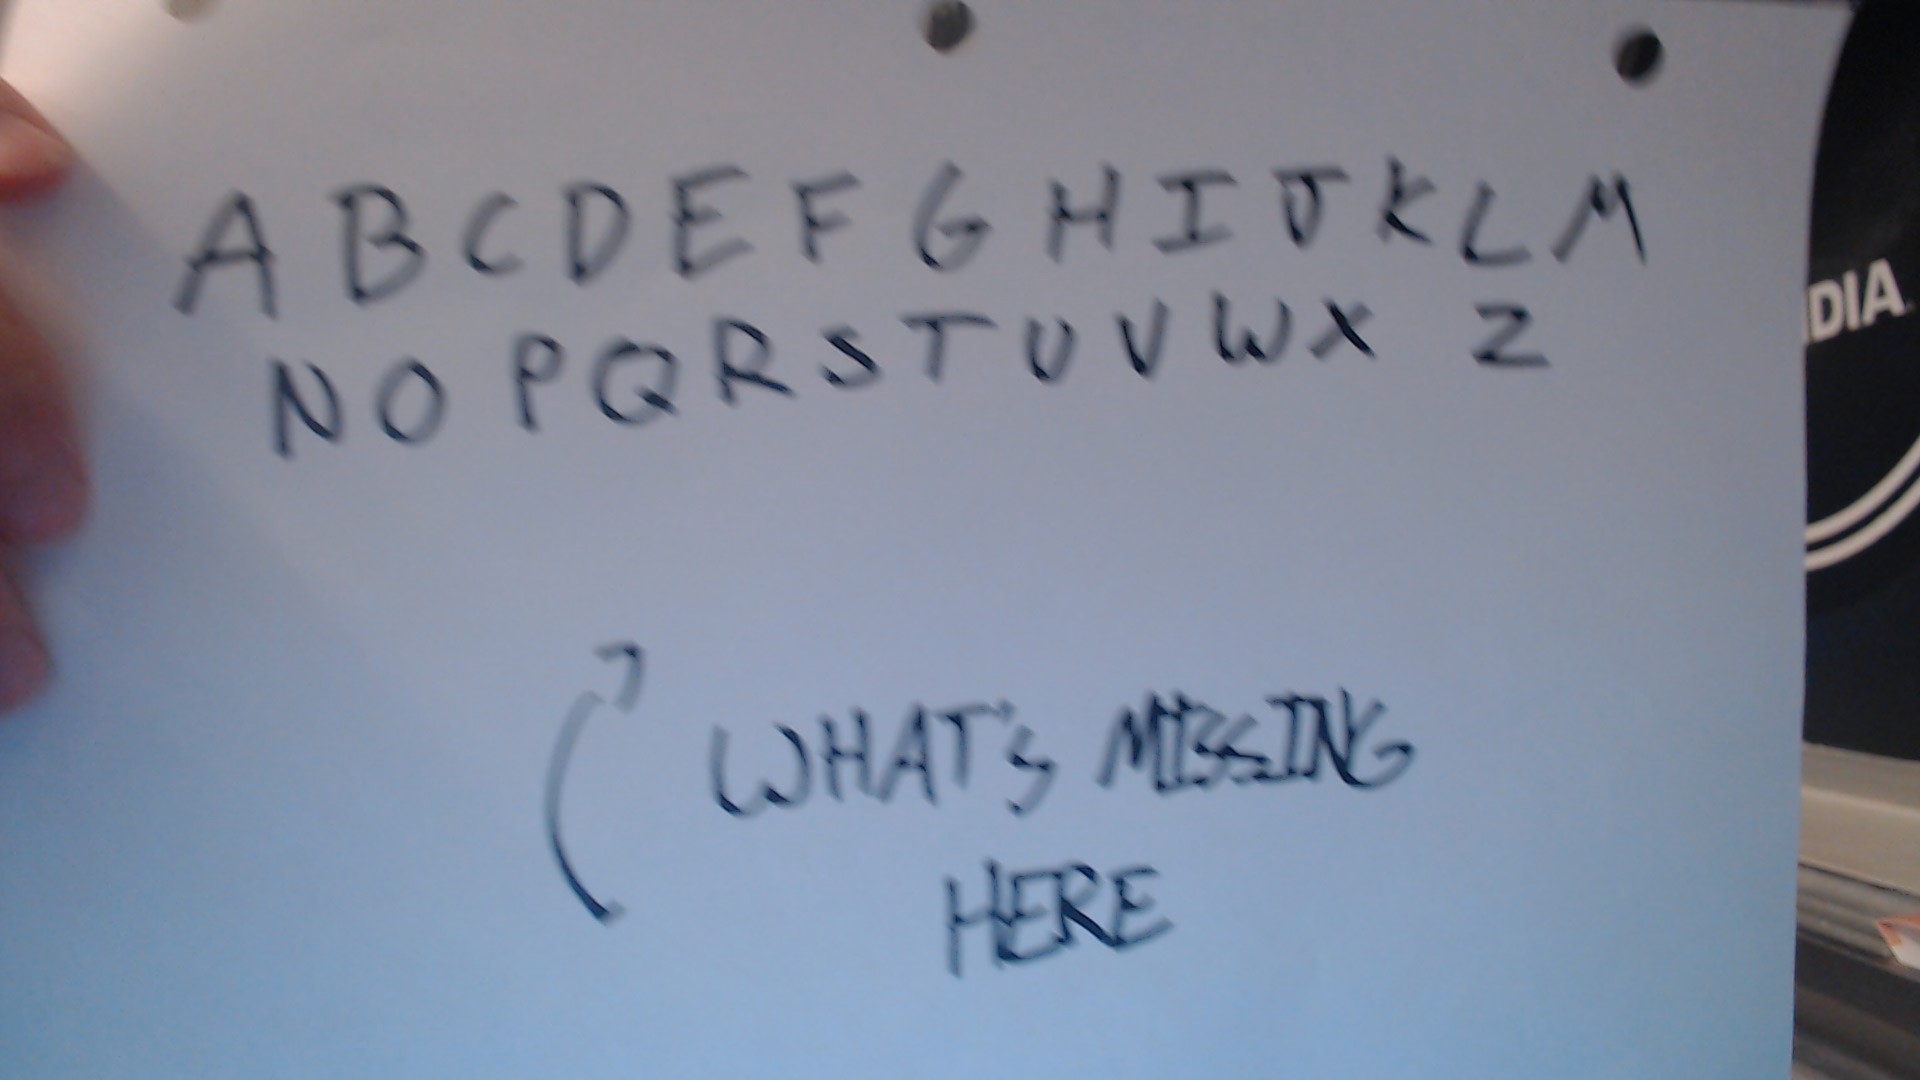 A B C D E F G H I J K L M
N O P Q R S T U V W X Z
WHAT'S MISSING
HERE
DIA